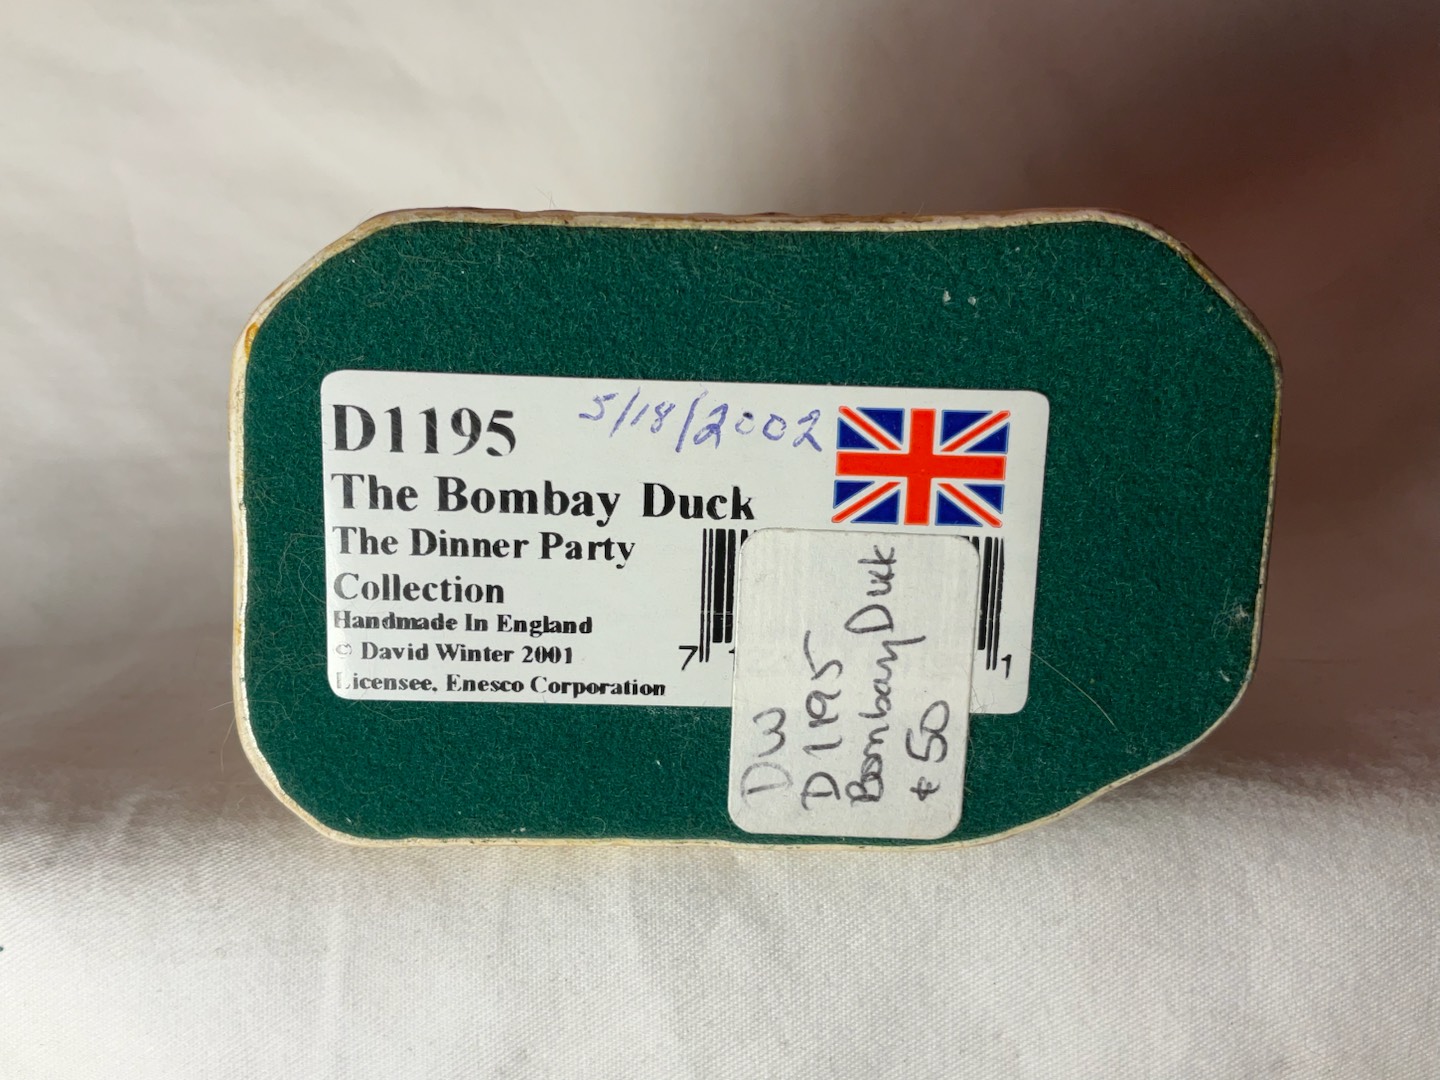 D1195
5/18/2002
The Bombay Duck
The Dinner Party
Collection
Handmade In England
© David Winter 2001
Licensee, Enesco Corporation
7
1
DW
D1195
Bombay Duck
50